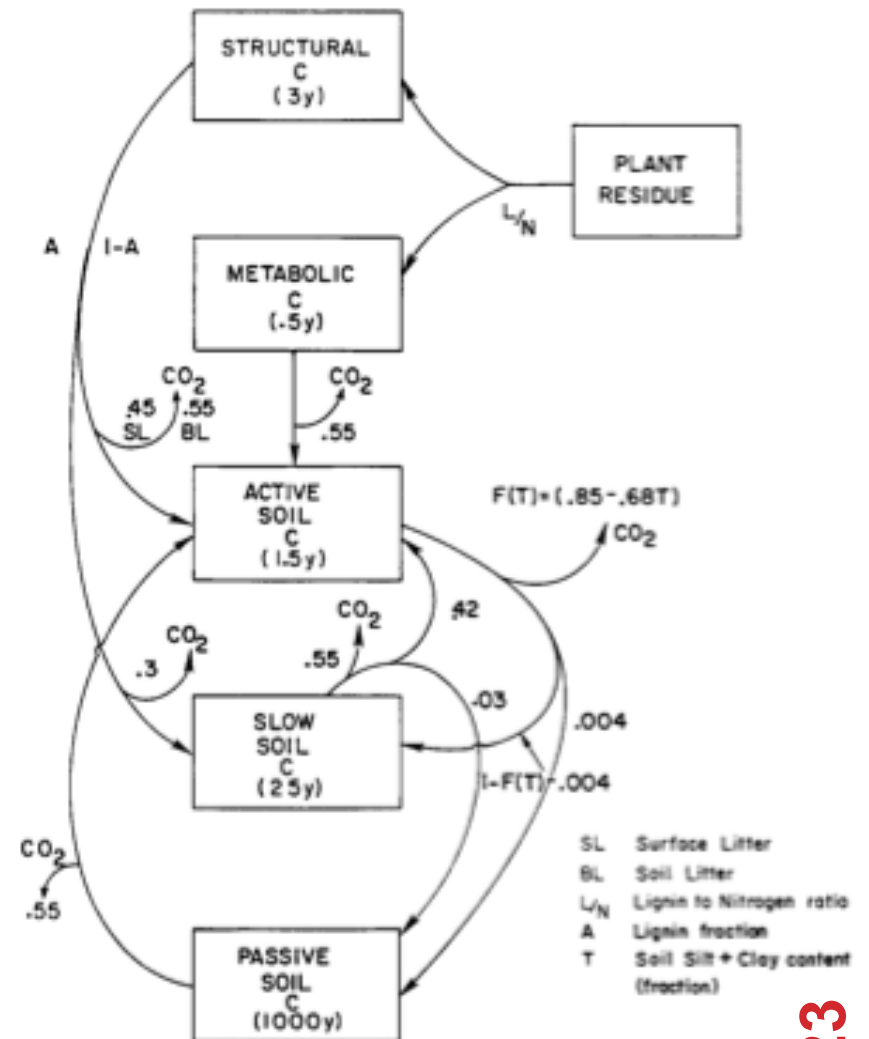 STRUCTURAL
C
(3y)
PLANT
RESIDUE
L/N
METABOLIC
C
(.5y)
A
1-A
CO2
.45
.55
SL
BL
CO2
.55
ACTIVE
SOIL
C
(1.5y)
F(T)=(.85-.68T)
CO2
.42
CO2
.55
CO2
.3
.03
.004
SLOW
SOIL
C
(25y)
1-F(T)-.004
CO2
.55
PASSIVE
SOIL
C
(1000y)
SL Surface Litter
BL Soil Litter
L/N Lignin to Nitrogen ratio
A Lignin fraction
T Soil Silt + Clay content
(fraction)
23